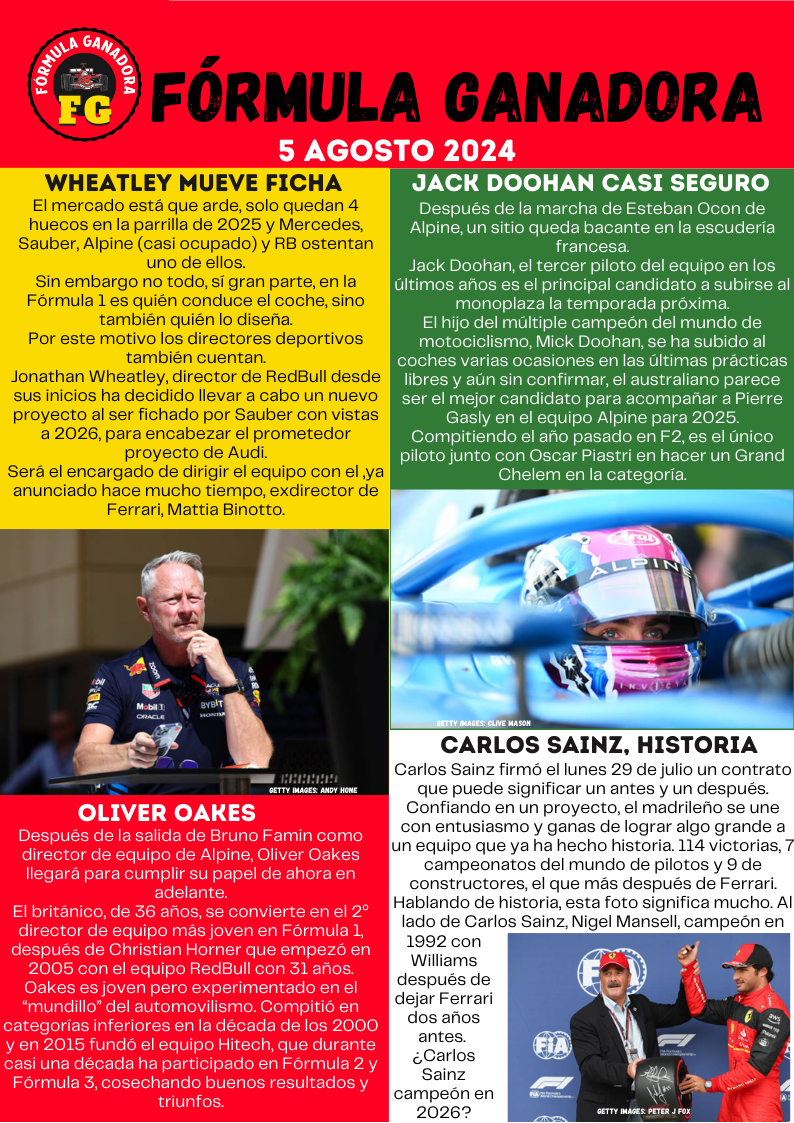 FÓRMULA GANADORA
FG
FÓRMULA GANADORA
5 AGOSTO 2024
WHEATLEY MUEVE FICHA
El mercado está que arde, solo quedan 4
huecos en la parrilla de 2025 y Mercedes,
Sauber, Alpine (casi ocupado) y RB ostentan
uno de ellos.
Sin embargo no todo, sí gran parte, en la
Fórmula 1 es quién conduce el coche, sino
también quién lo diseña.
Por este motivo los directores deportivos
también cuentan.
Jonathan Wheatley, director de RedBull desde
sus inicios ha decidido llevar a cabo un nuevo
proyecto al ser fichado por Sauber con vistas
a 2026, para encabezar el prometedor
proyecto de Audi.
Será el encargado de dirigir el equipo con el ,ya
anunciado hace mucho tiempo, exdirector de
Ferrari, Mattia Binotto.
zoom
Mobil
Mobil 1
ORACLE
BYBIT
HONDA
GETTY IMAGES: ANDY HONE
OLIVER OAKES
Después de la salida de Bruno Famin como
director de equipo de Alpine, Oliver Oakes
llegará para cumplir su papel de ahora en
adelante.
El británico, de 36 años, se convierte en el 2º
director de equipo más joven en Fórmula 1,
después de Christian Horner que empezó en
2005 con el equipo RedBull con 31 años.
Oakes es joven pero experimentado en el
“mundillo” del automovilismo. Compitió en
categorías inferiores en la década de los 2000
y en 2015 fundó el equipo Hitech, que durante
casi una década ha participado en Fórmula 2 y
Fórmula 3, cosechando buenos resultados y
triunfos.
JACK DOOHAN CASI SEGURO
Después de la marcha de Esteban Ocon de
Alpine, un sitio queda bacante en la escudería
francesa.
Jack Doohan, el tercer piloto del equipo en los
últimos años es el principal candidato a subirse al
monoplaza la temporada próxima.
El hijo del múltiple campeón del mundo de
motociclismo, Mick Doohan, se ha subido al
coches varias ocasiones en las últimas prácticas
libres y aún sin confirmar, el australiano parece
ser el mejor candidato para acompañar a Pierre
Gasly en el equipo Alpine para 2025.
Compitiendo el año pasado en F2, es el único
piloto junto con Oscar Piastri en hacer un Grand
Chelem en la categoría.
Arai
ALPINE
INVICTA
GETTY IMAGES: CLIVE MASON
CARLOS SAINZ, HISTORIA
Carlos Sainz firmó el lunes 29 de julio un contrato
que puede significar un antes y un después.
Confiando en un proyecto, el madrileño se une
con entusiasmo y ganas de lograr algo grande a
un equipo que ya ha hecho historia. 114 victorias, 7
campeonatos del mundo de pilotos y 9 de
constructores, el que más después de Ferrari.
Hablando de historia, esta foto significa mucho. Al
lado de Carlos Sainz, Nigel Mansell, campeón en
1992 con
Williams
después de
dejar Ferrari
dos años
antes.
¿Carlos
Sainz
campeón en
2026?
FIA
FIA
FIA
GETTY IMAGES: PETER J FOX